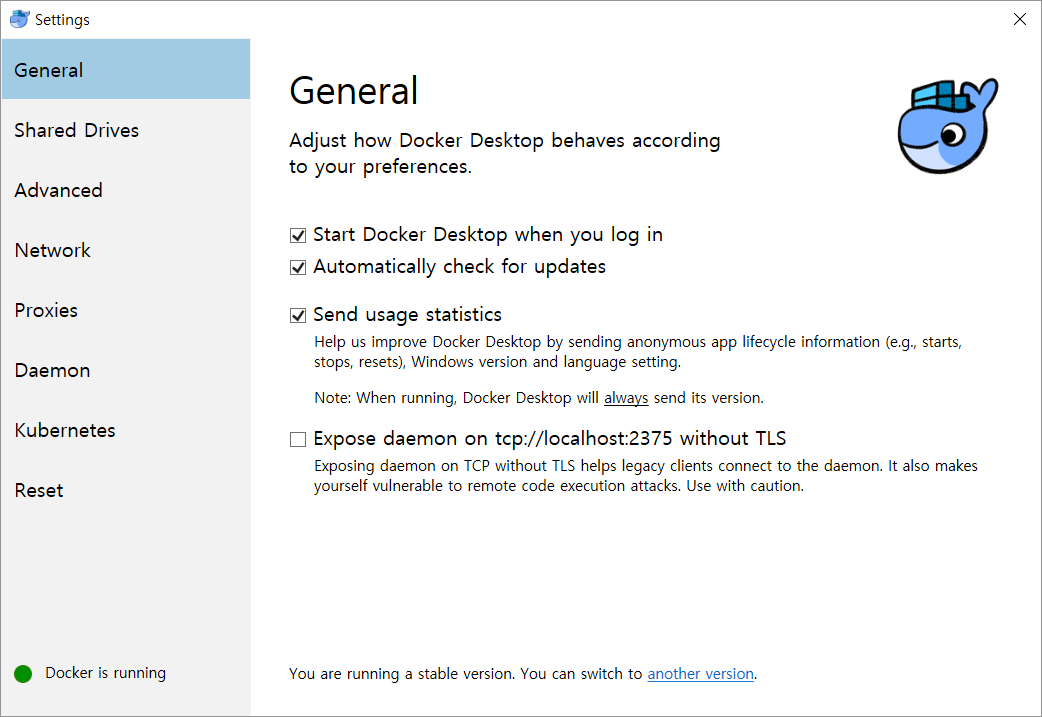 Settings
General
Shared Drives
Advanced
Network
Proxies
Daemon
Kubernetes
Reset
Docker is running
General
Adjust how Docker Desktop behaves according
to your preferences.
Start Docker Desktop when you log in
Automatically check for updates
Send usage statistics
Help us improve Docker Desktop by sending anonymous app lifecycle information (e.g., starts,
stops, resets), Windows version and language setting.
Note: When running, Docker Desktop will always send its version.
Expose daemon on tcp://localhost:2375 without TLS
Exposing daemon on TCP without TLS helps legacy clients connect to the daemon. It also makes
yourself vulnerable to remote code execution attacks. Use with caution.
You are running a stable version. You can switch to another version.